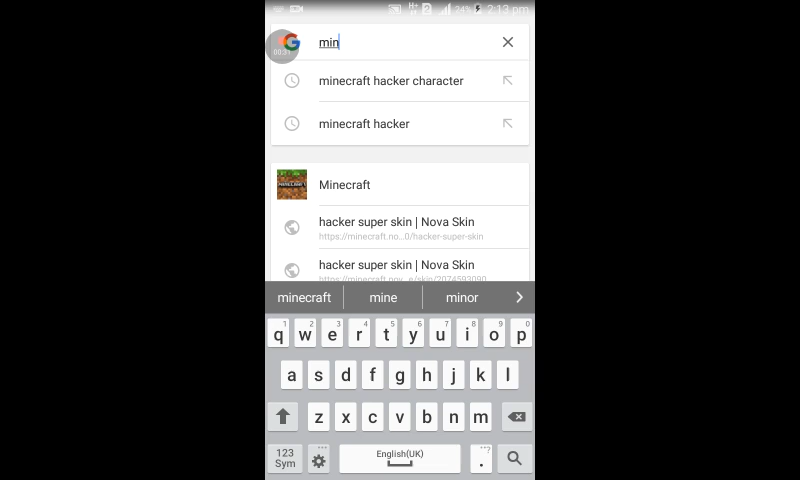 24% 2:13 pm
00:31
min
minecraft hacker character
minecraft hacker
Minecraft
hacker super skin | Nova Skin
https://minecraft.no...0/hacker-super-skin
hacker super skin | Nova Skin
https://minecraft.nov...e/skin/2074593090
minecraft mine minor
1 2 3 4 5 6 7 8 9 0
q w e r t y u i o p
a s d f g h j k l
z x c v b n m
123 Sym English(UK) .